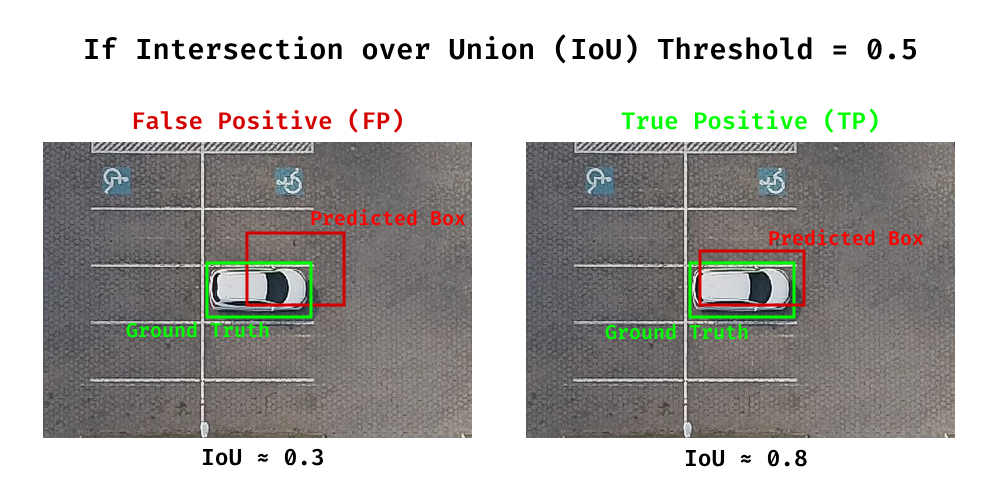 If Intersection over Union (IoU) Threshold = 0.5
False Positive (FP)
True Positive (TP)
Predicted Box
Ground Truth
Predicted Box
Ground Truth
IoU ≈ 0.3
IoU ≈ 0.8